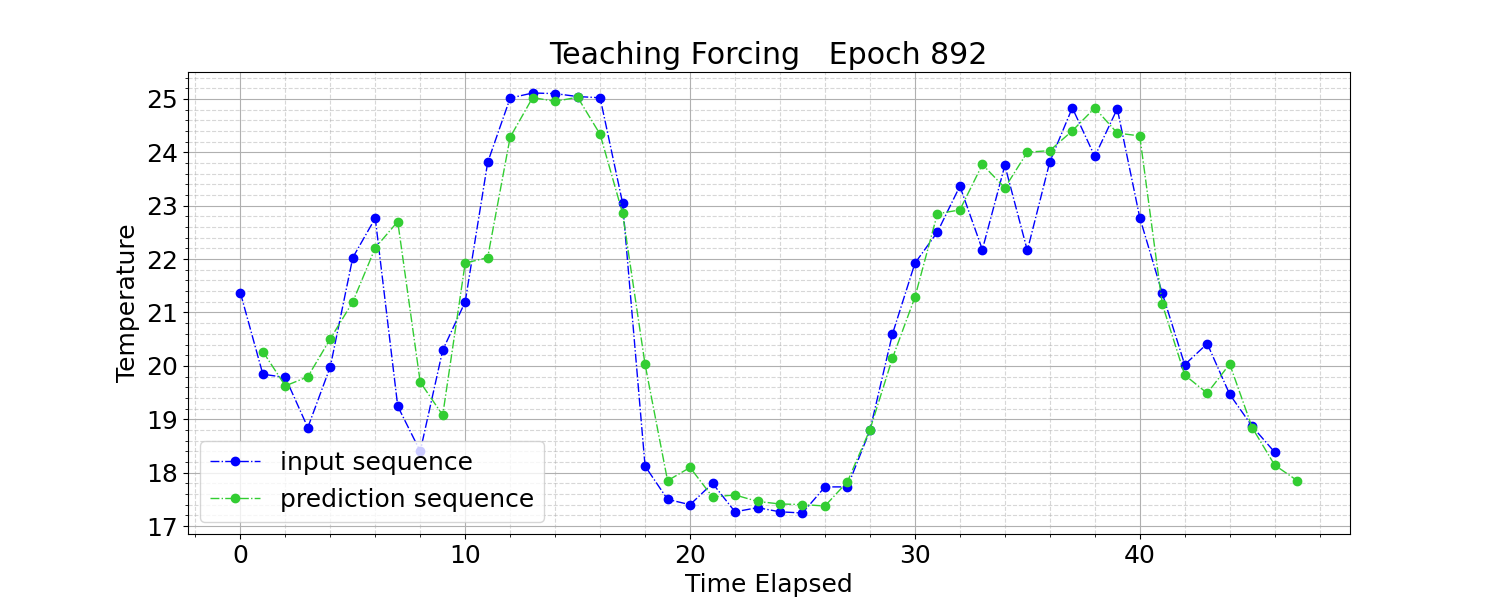 Teaching Forcing   Epoch 892
Temperature
25
24
23
22
21
20
19
18
17
input sequence
prediction sequence
0 10 20 30 40
Time Elapsed